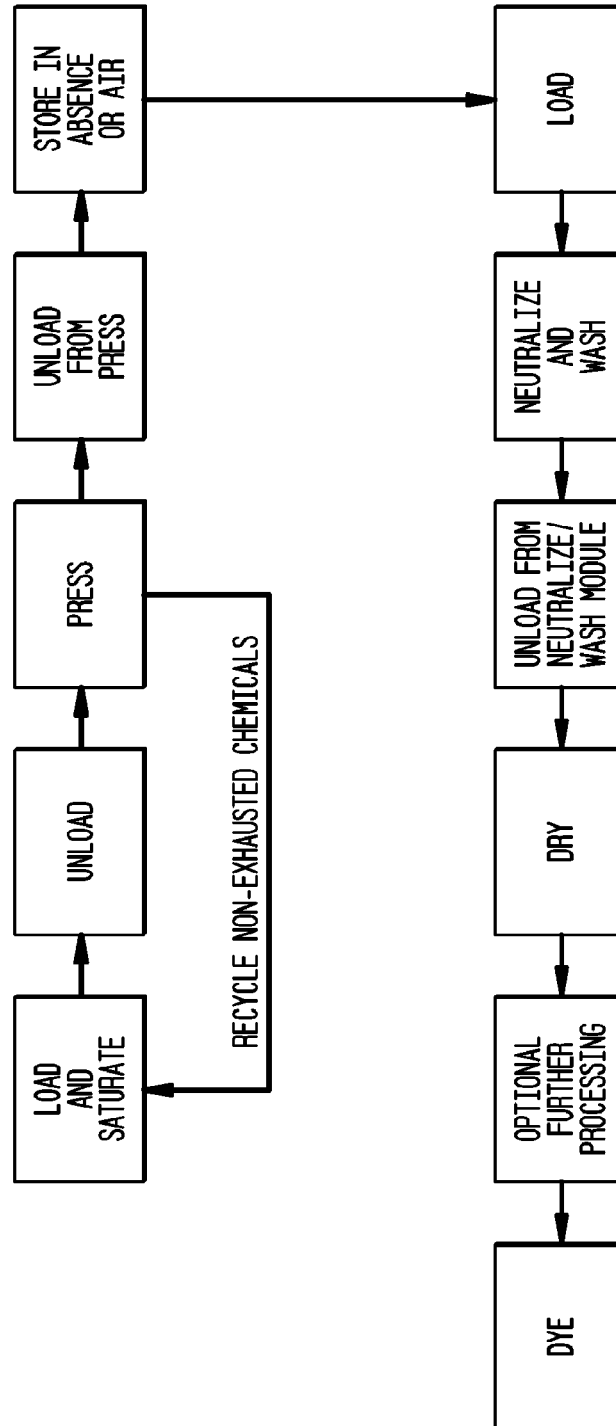 LOAD
AND
SATURATE
UNLOAD
PRESS
UNLOAD
FROM
PRESS
STORE IN
ABSENCE
OR AIR
RECYCLE NON-EXHAUSTED CHEMICALS
LOAD
NEUTRALIZE
AND
WASH
UNLOAD FROM
NEUTRALIZE/
WASH MODULE
DRY
OPTIONAL
FURTHER
PROCESSING
DYE